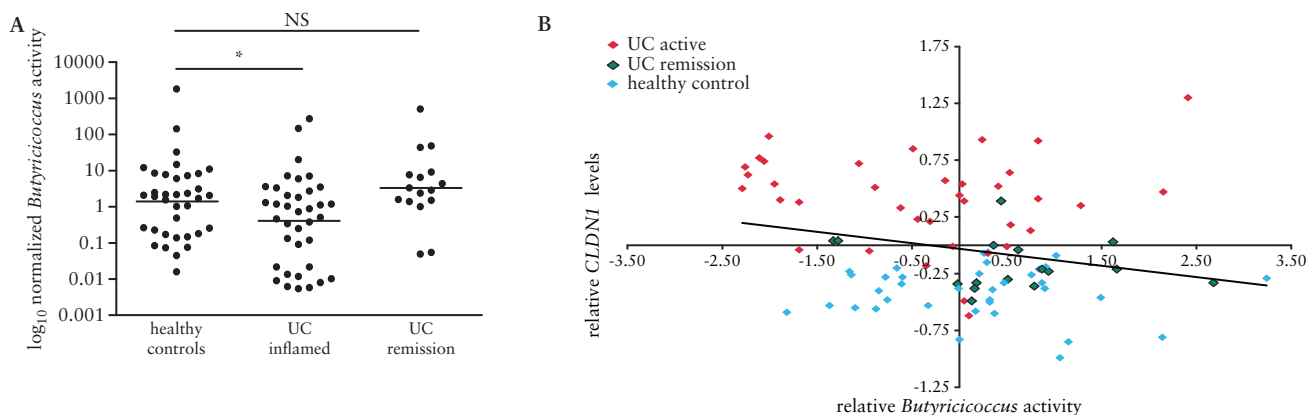 A
NS
*
log10 normalized Butyricicoccus activity
10000
1000
100
10
1
0.1
0.01
0.001
healthy
controls
UC
inflamed
UC
remission
B
UC active
UC remission
healthy control
relative CLDN1 levels
1.75
1.25
0.75
0.25
-0.25
-0.75
-1.25
-3.50 -2.50 -1.50 -0.50 0.50 1.50 2.50 3.50
relative Butyricicoccus activity